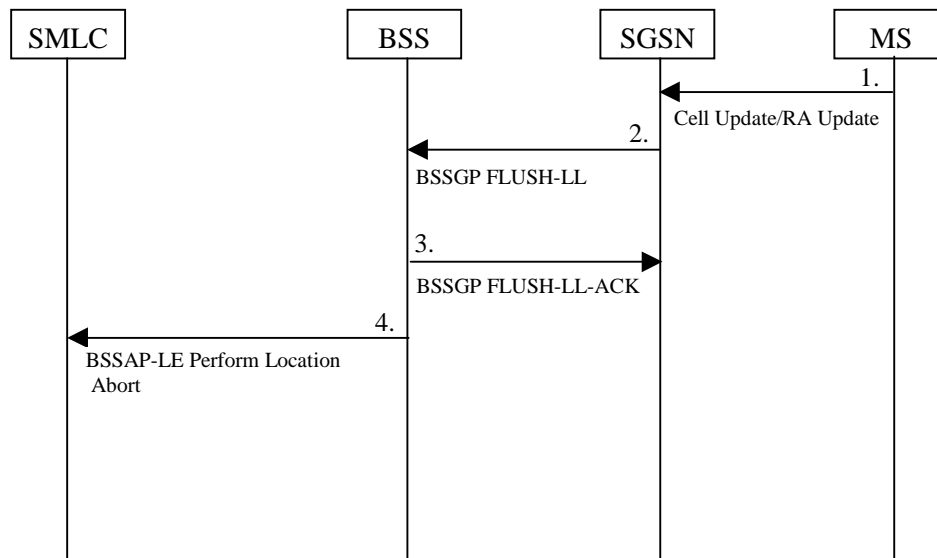 SMLC BSS SGSN MS
1.
Cell Update/RA Update
2.
BSSGP FLUSH-LL
3.
BSSGP FLUSH-LL-ACK
4.
BSSAP-LE Perform Location
Abort